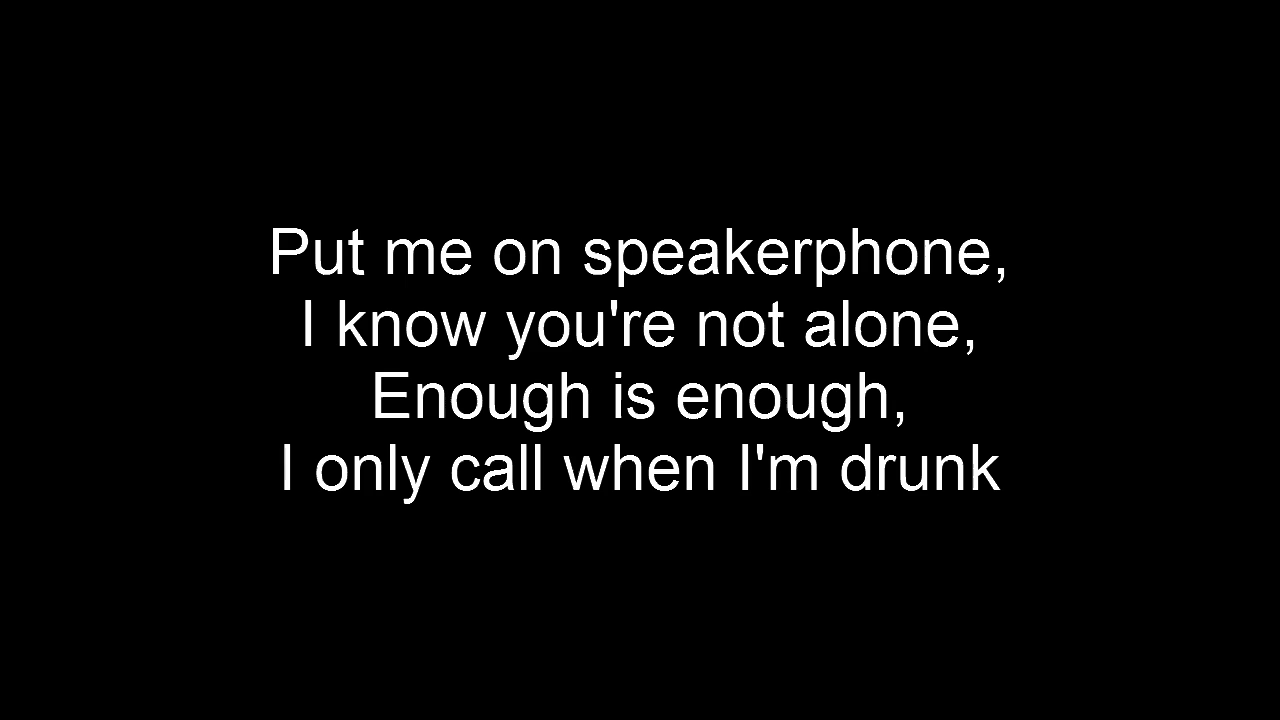 Put me on speakerphone,
I know you're not alone,
Enough is enough,
I only call when I'm drunk